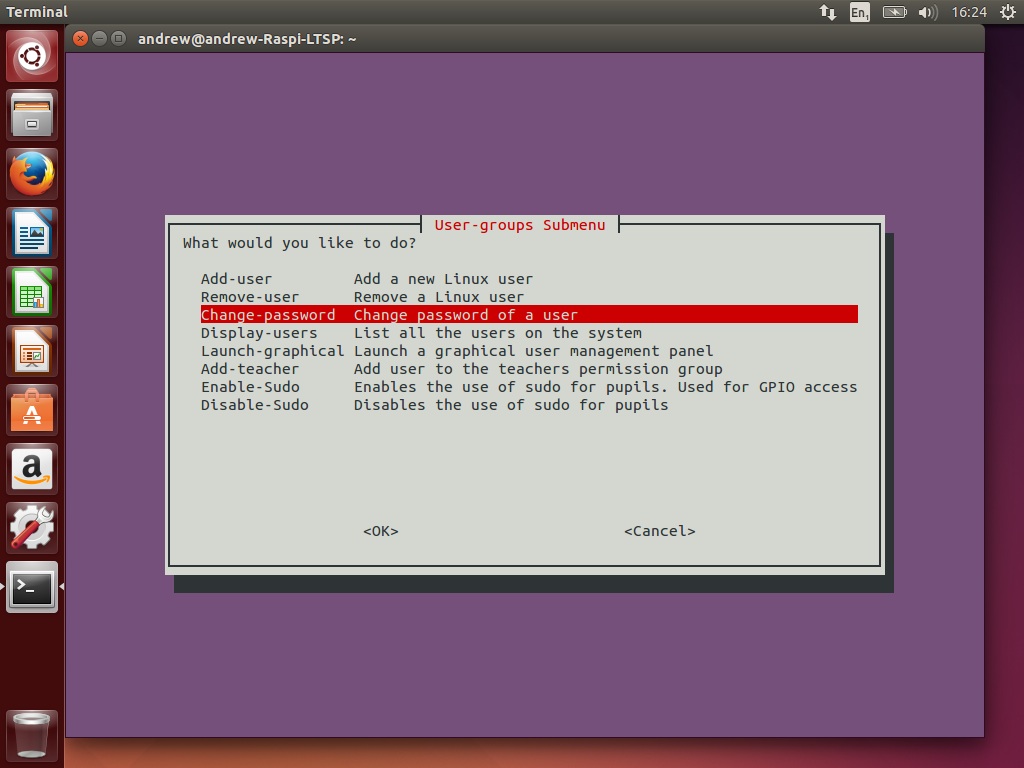 Terminal
En1
16:24
andrew@andrew-Raspi-LTSP: ~
User-groups Submenu
What would you like to do?
Add-user Add a new Linux user
Remove-user Remove a Linux user
Change-password Change password of a user
Display-users List all the users on the system
Launch-graphical Launch a graphical user management panel
Add-teacher Add user to the teachers permission group
Enable-Sudo Enables the use of sudo for pupils. Used for GPIO access
Disable-Sudo Disables the use of sudo for pupils
<OK> <Cancel>